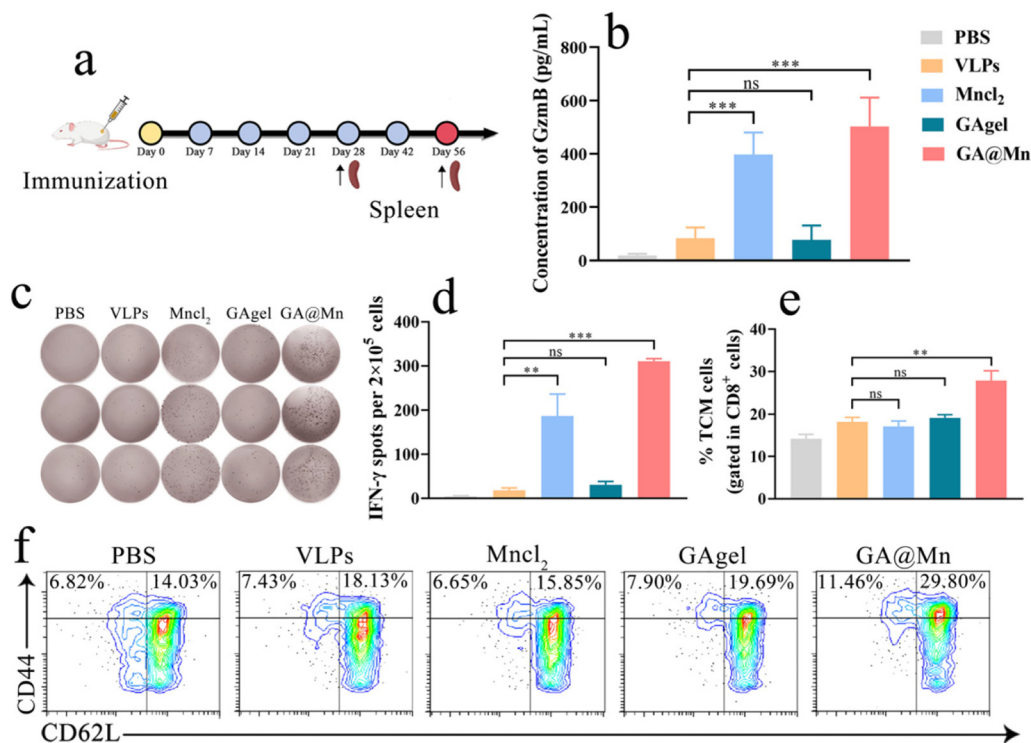 a
Immunization
Day 0
Day 7
Day 14
Day 21
Day 28
Day 42
Day 56
Spleen
b
Concentration of GzmB (pg/mL)
800
600
400
200
0
***
ns
***
PBS
VLPs
Mncl₂
GAgel
GA@Mn
c
PBS
VLPs
Mncl₂
GAgel
GA@Mn
d
IFN-γ spots per 2×10⁵ cells
400
300
200
100
0
***
ns
**
e
% TCM cells
(gated in CD8⁺ cells)
40
30
20
10
0
**
ns
ns
f
PBS
VLPs
Mncl₂
GAgel
GA@Mn
6.82% 14.03%
7.43% 18.13%
6.65% 15.85%
7.90% 19.69%
11.46% 29.80%
CD44
CD62L